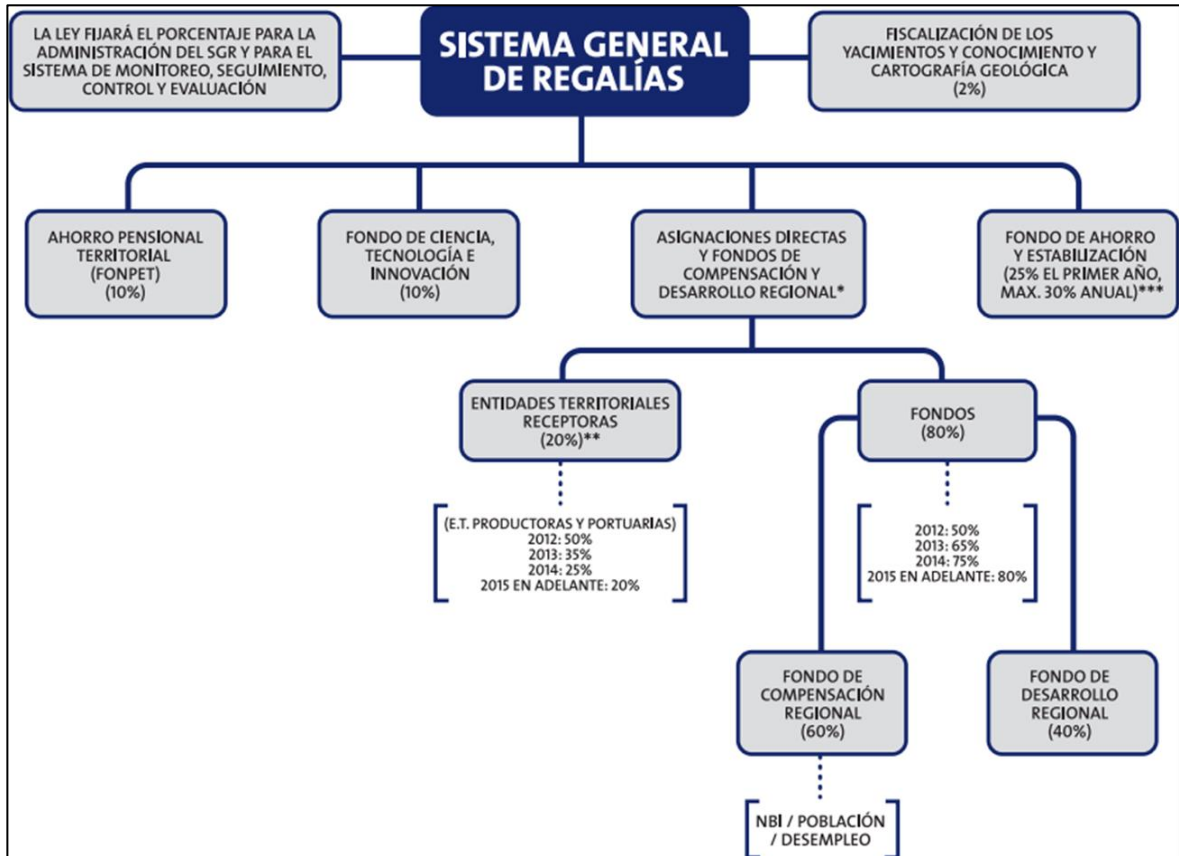 LA LEY FIJARÁ EL PORCENTAJE PARA LA
ADMINISTRACIÓN DEL SGR Y PARA EL
SISTEMA DE MONITOREO, SEGUIMIENTO,
CONTROL Y EVALUACIÓN
SISTEMA GENERAL
DE REGALÍAS
FISCALIZACIÓN DE LOS
YACIMIENTOS Y CONOCIMIENTO Y
CARTOGRAFÍA GEOLÓGICA
(2%)
AHORRO PENSIONAL
TERRITORIAL
(FONPET)
(10%)
FONDO DE CIENCIA,
TECNOLOGÍA E
INNOVACIÓN
(10%)
ASIGNACIONES DIRECTAS
Y FONDOS DE
COMPENSACIÓN Y
DESARROLLO REGIONAL*
FONDO DE AHORRO
Y ESTABILIZACIÓN
(25% EL PRIMER AÑO,
MAX. 30% ANUAL)***
ENTIDADES TERRITORIALES
RECEPTORAS
(20%)**
FONDOS
(80%)
(E.T. PRODUCTORAS Y PORTUARÍAS)
2012: 50%
2013: 35%
2014: 25%
2015 EN ADELANTE: 20%
2012: 50%
2013: 65%
2014: 75%
2015 EN ADELANTE: 80%
FONDO DE
COMPENSACIÓN
REGIONAL
(60%)
FONDO DE
DESARROLLO
REGIONAL
(40%)
NBI / POBLACIÓN
/ DESEMPLEO